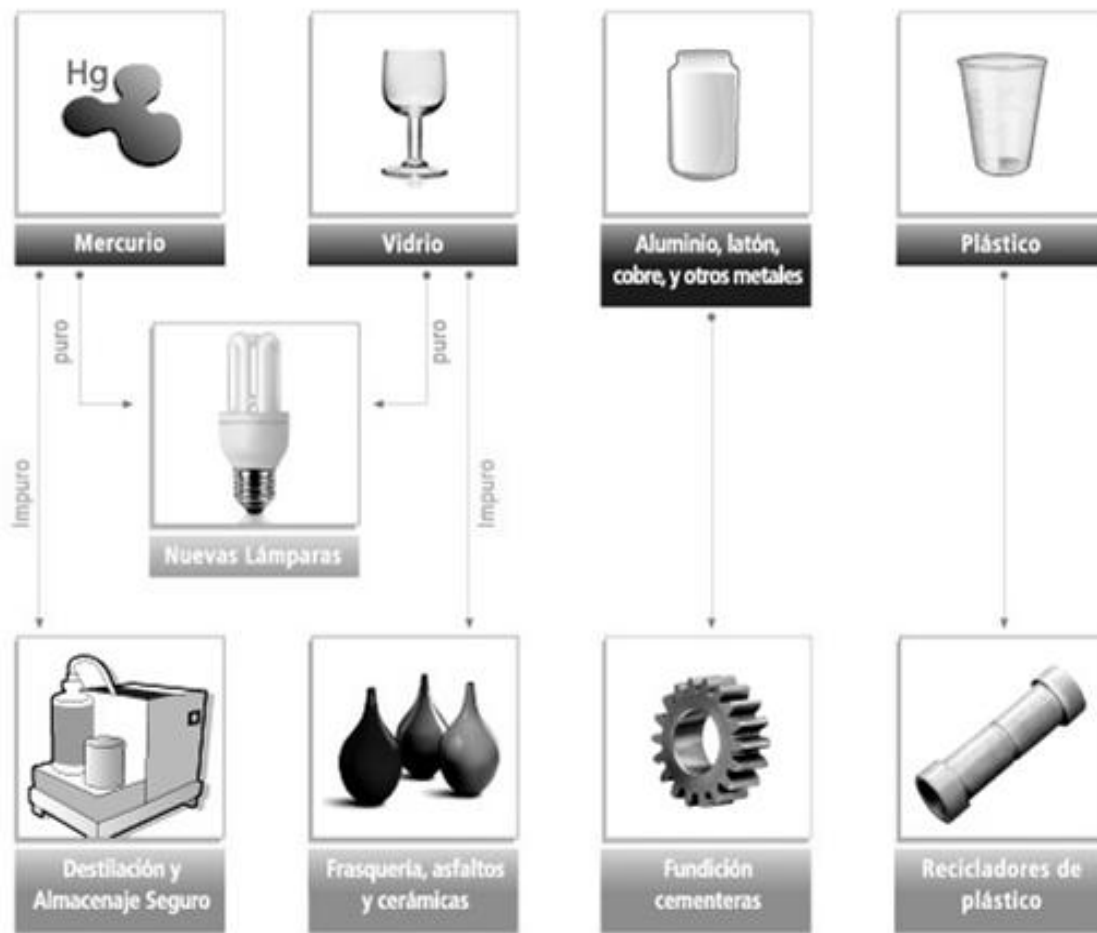 Hg
Mercurio
Vidrio
Aluminio, latón,
cobre, y otros metales
Plástico
puro
puro
Impuro
Impuro
Nuevas Lámparas
Destilación y
Almacenaje Seguro
Frasquería, asfaltos
y cerámicas
Fundición
cementeras
Recicladores de
plástico